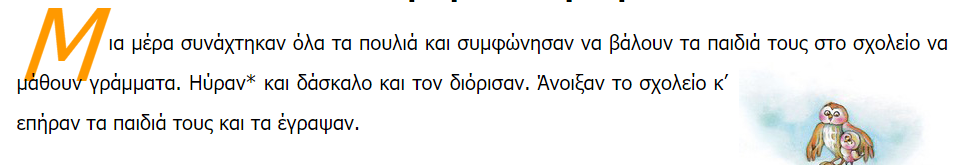 Μια μέρα συνάχτηκαν όλα τα πουλιά και συμφώνησαν να βάλουν τα παιδιά τους στο σχολείο να
μάθουν γράμματα. Ηύραν* και δάσκαλο και τον διόρισαν. Άνοιξαν το σχολείο κ’
επήραν τα παιδιά τους και τα έγραψαν.